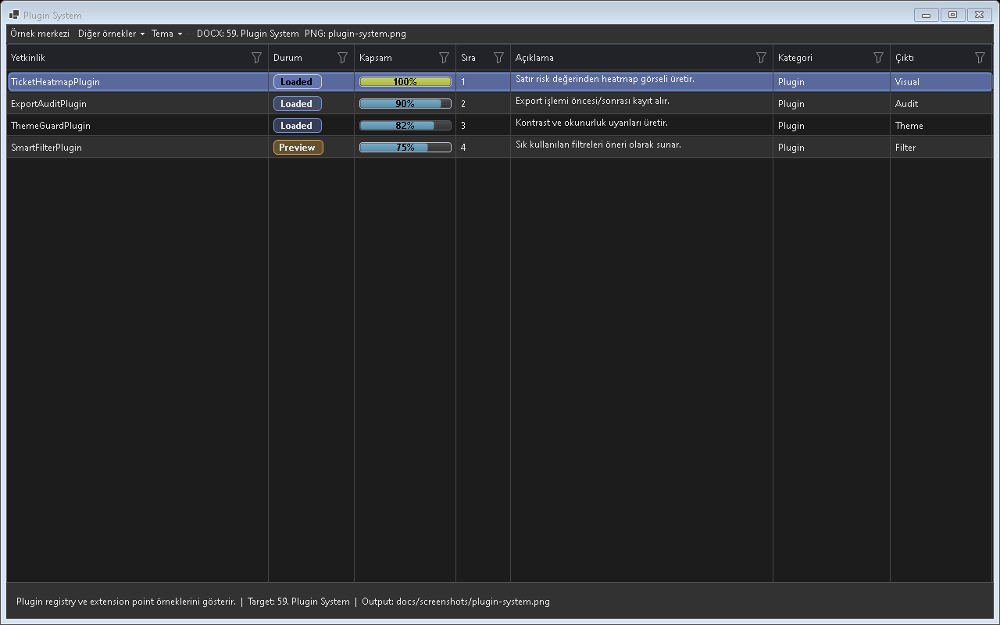 Plugin System
Örnek merkezi Diğer örnekler Tema DOCX: 59. Plugin System PNG: plugin-system.png
Yetkinlik Durum Kapsam Sıra Açıklama Kategori Çıktı
TicketHeatmapPlugin Loaded 100% 1 Satır risk değerinden heatmap görseli üretir. Plugin Visual
ExportAuditPlugin Loaded 90% 2 Export işlemi öncesi/sonrası kayıt alır. Plugin Audit
ThemeGuardPlugin Loaded 82% 3 Kontrast ve okunurluk uyarıları üretir. Plugin Theme
SmartFilterPlugin Preview 75% 4 Sık kullanılan filtreleri öneri olarak sunar. Plugin Filter
Plugin registry ve extension point örneklerini gösterir. | Target: 59. Plugin System | Output: docs/screenshots/plugin-system.png